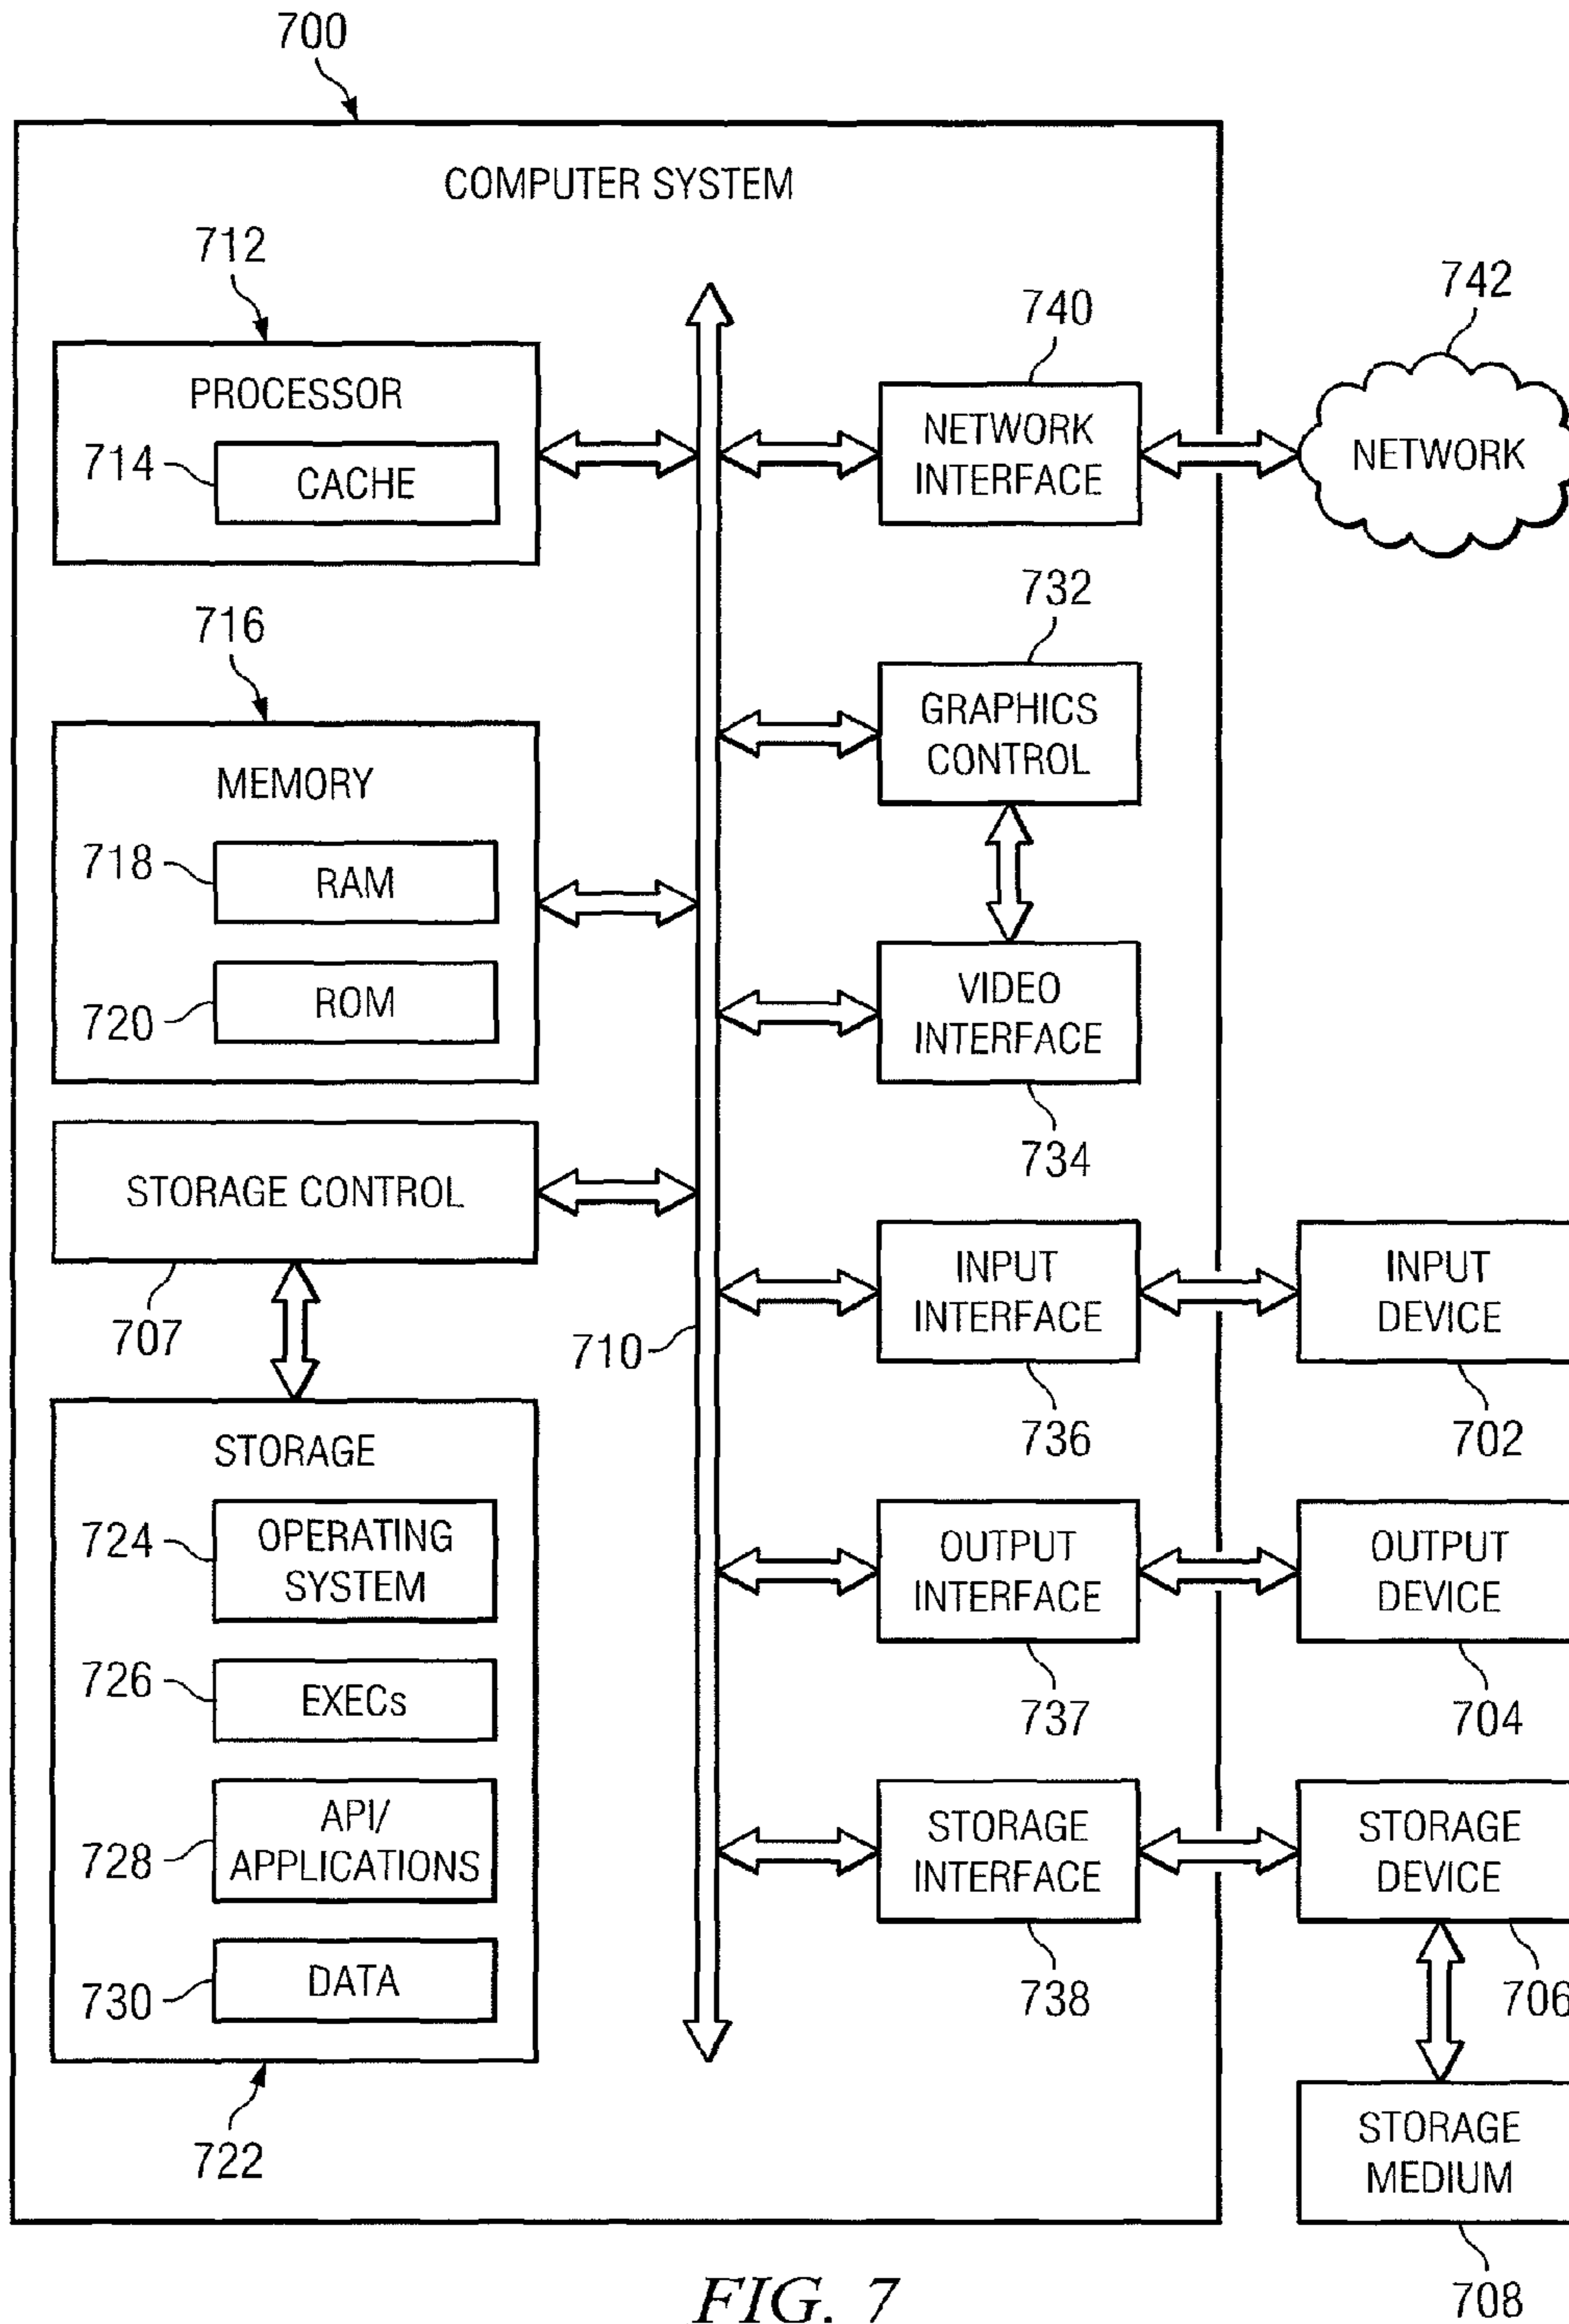 700
COMPUTER SYSTEM
712
PROCESSOR
714
CACHE
740
NETWORK
INTERFACE
742
NETWORK
716
MEMORY
718
RAM
720
ROM
732
GRAPHICS
CONTROL
VIDEO
INTERFACE
734
STORAGE CONTROL
707
710
INPUT
INTERFACE
736
INPUT
DEVICE
702
STORAGE
724
OPERATING
SYSTEM
726
EXECs
728
API/
APPLICATIONS
730
DATA
722
OUTPUT
INTERFACE
737
OUTPUT
DEVICE
704
STORAGE
INTERFACE
738
STORAGE
DEVICE
706
STORAGE
MEDIUM
708
FIG. 7